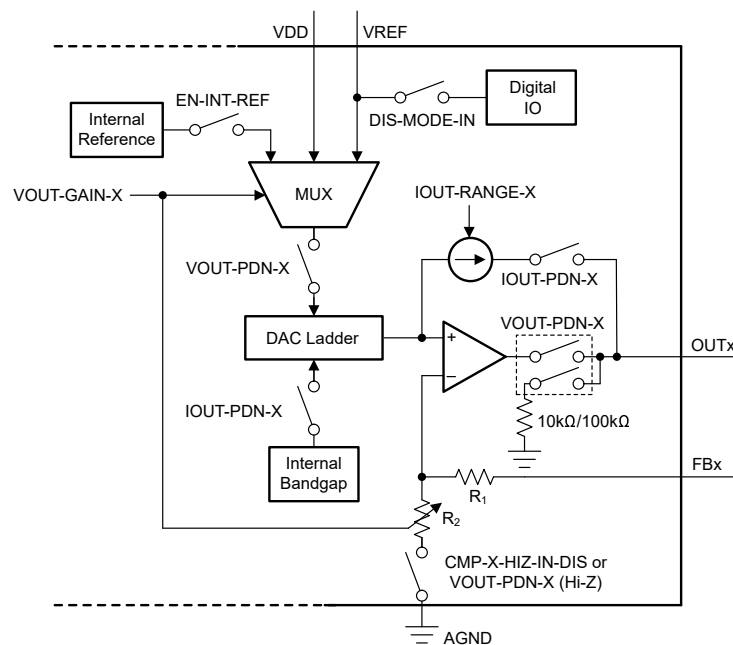 VDD
VREF
EN-INT-REF
Internal
Reference
DIS-MODE-IN
Digital
IO
VOUT-GAIN-X
MUX
IOUT-RANGE-X
VOUT-PDN-X
IOUT-PDN-X
DAC Ladder
+
−
VOUT-PDN-X
OUTx
IOUT-PDN-X
10kΩ/100kΩ
Internal
Bandgap
FBx
R1
R2
CMP-X-HIZ-IN-DIS or
VOUT-PDN-X (Hi-Z)
AGND